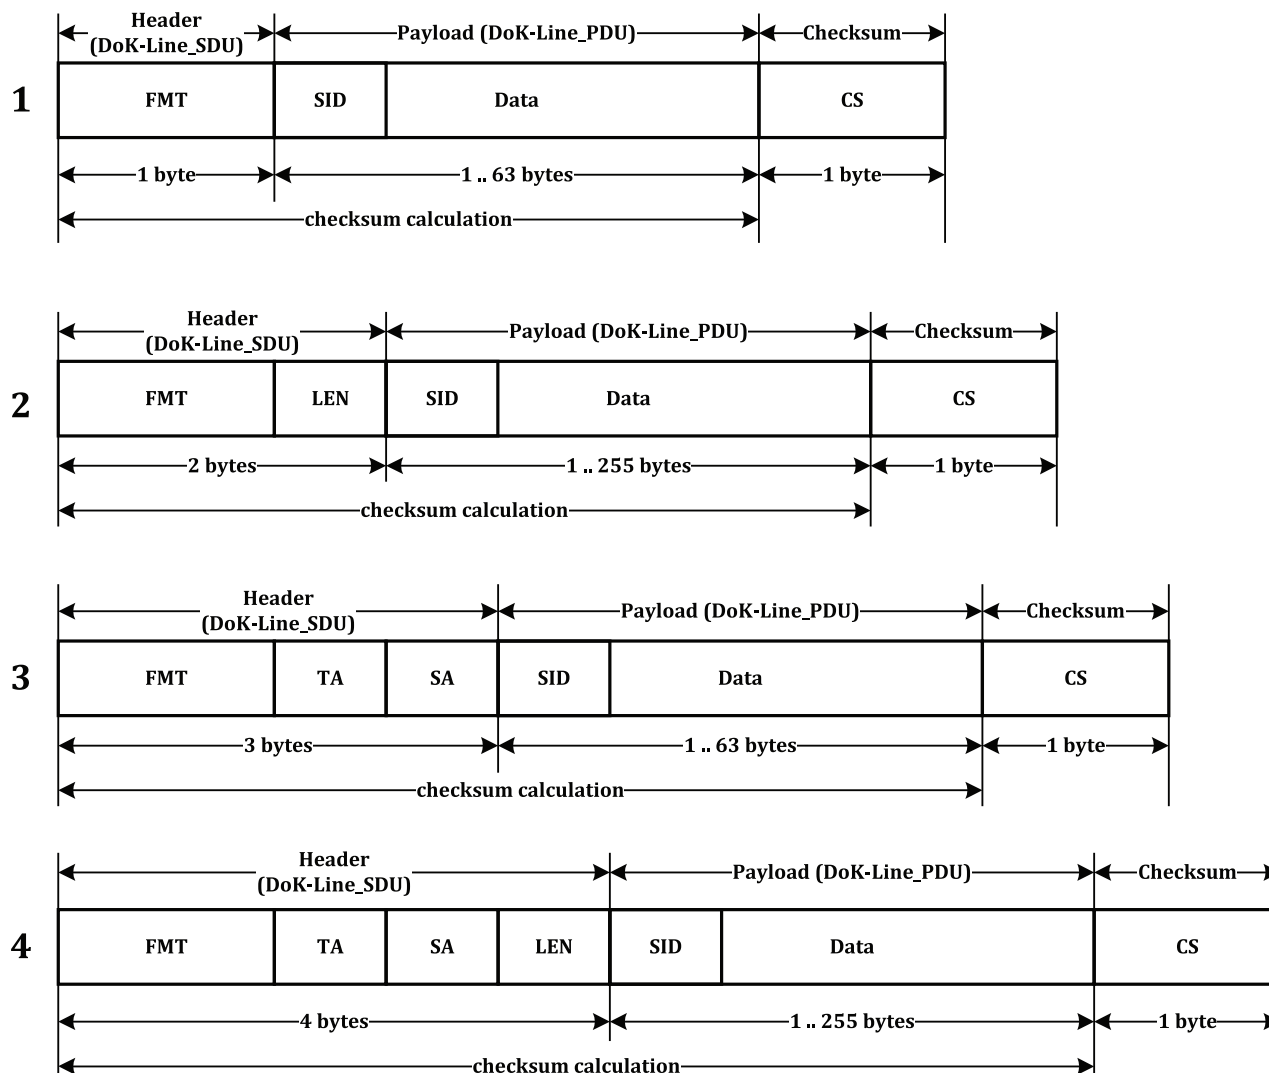 Header
(DoK-Line_SDU)
Payload (DoK-Line_PDU)
Checksum
1
FMT
SID
Data
CS
1 byte
1 .. 63 bytes
1 byte
checksum calculation
Header
(DoK-Line_SDU)
Payload (DoK-Line_PDU)
Checksum
2
FMT
LEN
SID
Data
CS
2 bytes
1 .. 255 bytes
1 byte
checksum calculation
Header
(DoK-Line_SDU)
Payload (DoK-Line_PDU)
Checksum
3
FMT
TA
SA
SID
Data
CS
3 bytes
1 .. 63 bytes
1 byte
checksum calculation
Header
(DoK-Line_SDU)
Payload (DoK-Line_PDU)
Checksum
4
FMT
TA
SA
LEN
SID
Data
CS
4 bytes
1 .. 255 bytes
1 byte
checksum calculation